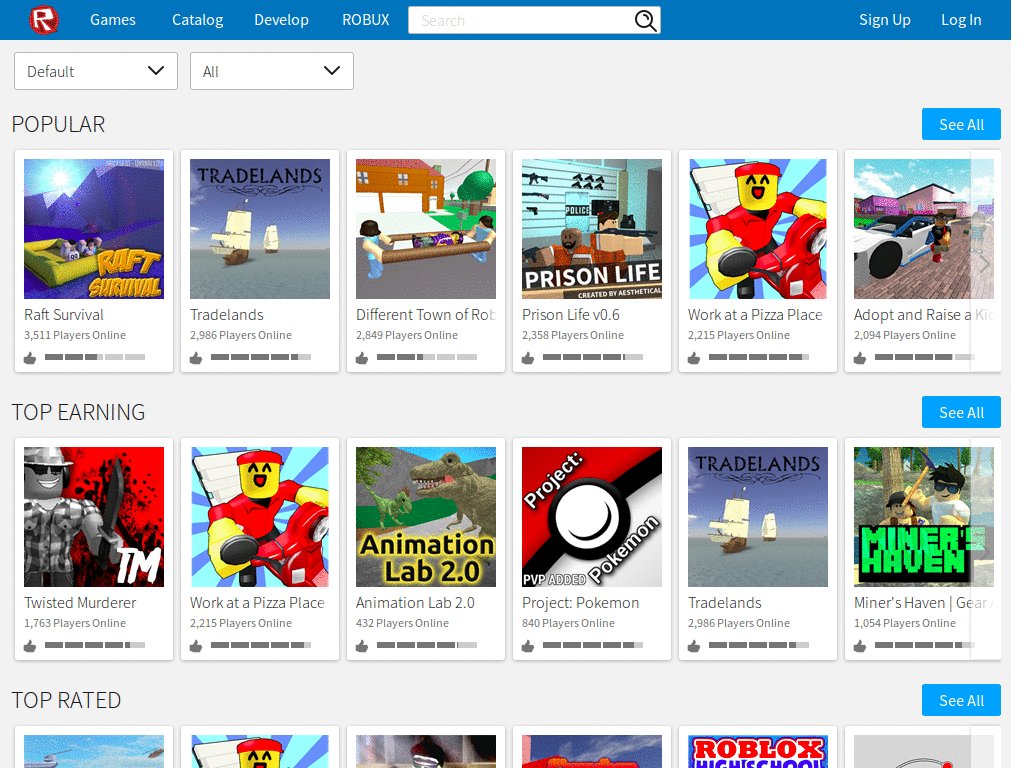 R
Games
Catalog
Develop
ROBUX
Search
Sign Up
Log In
Default
All
POPULAR
See All
RAFT
SURVIVAL
TRADELANDS
POLICE
PRISON LIFE
CREATED BY AESTHETICAL
Raft Survival
Tradelands
Different Town of Rob
Prison Life v0.6
Work at a Pizza Place
Adopt and Raise a Kid
3,511 Players Online
2,986 Players Online
2,849 Players Online
2,358 Players Online
2,215 Players Online
2,094 Players Online
TOP EARNING
See All
TM
Animation
Lab 2.0
Project:
Pokemon
PVP ADDED
TRADELANDS
MINER'S
HAVEN
Twisted Murderer
Work at a Pizza Place
Animation Lab 2.0
Project: Pokemon
Tradelands
Miner's Haven | Gear
1,763 Players Online
2,215 Players Online
432 Players Online
840 Players Online
2,986 Players Online
1,054 Players Online
TOP RATED
See All
ROBLOX
HIGH SCHOOL